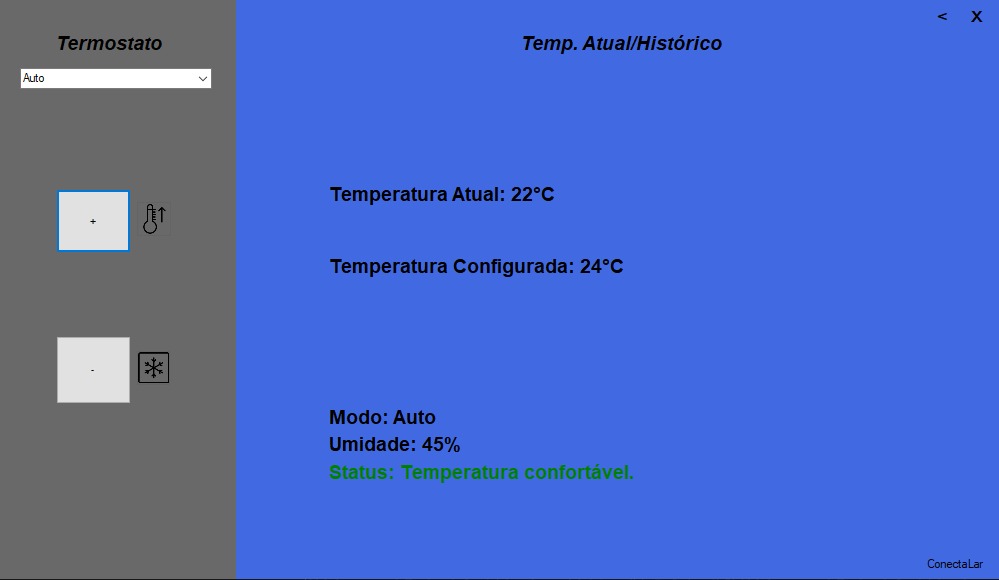 Termostato
Auto
+
-
< X
Temp. Atual/Histórico
Temperatura Atual: 22°C
Temperatura Configurada: 24°C
Modo: Auto
Umidade: 45%
Status: Temperatura confortável.
ConectaLar